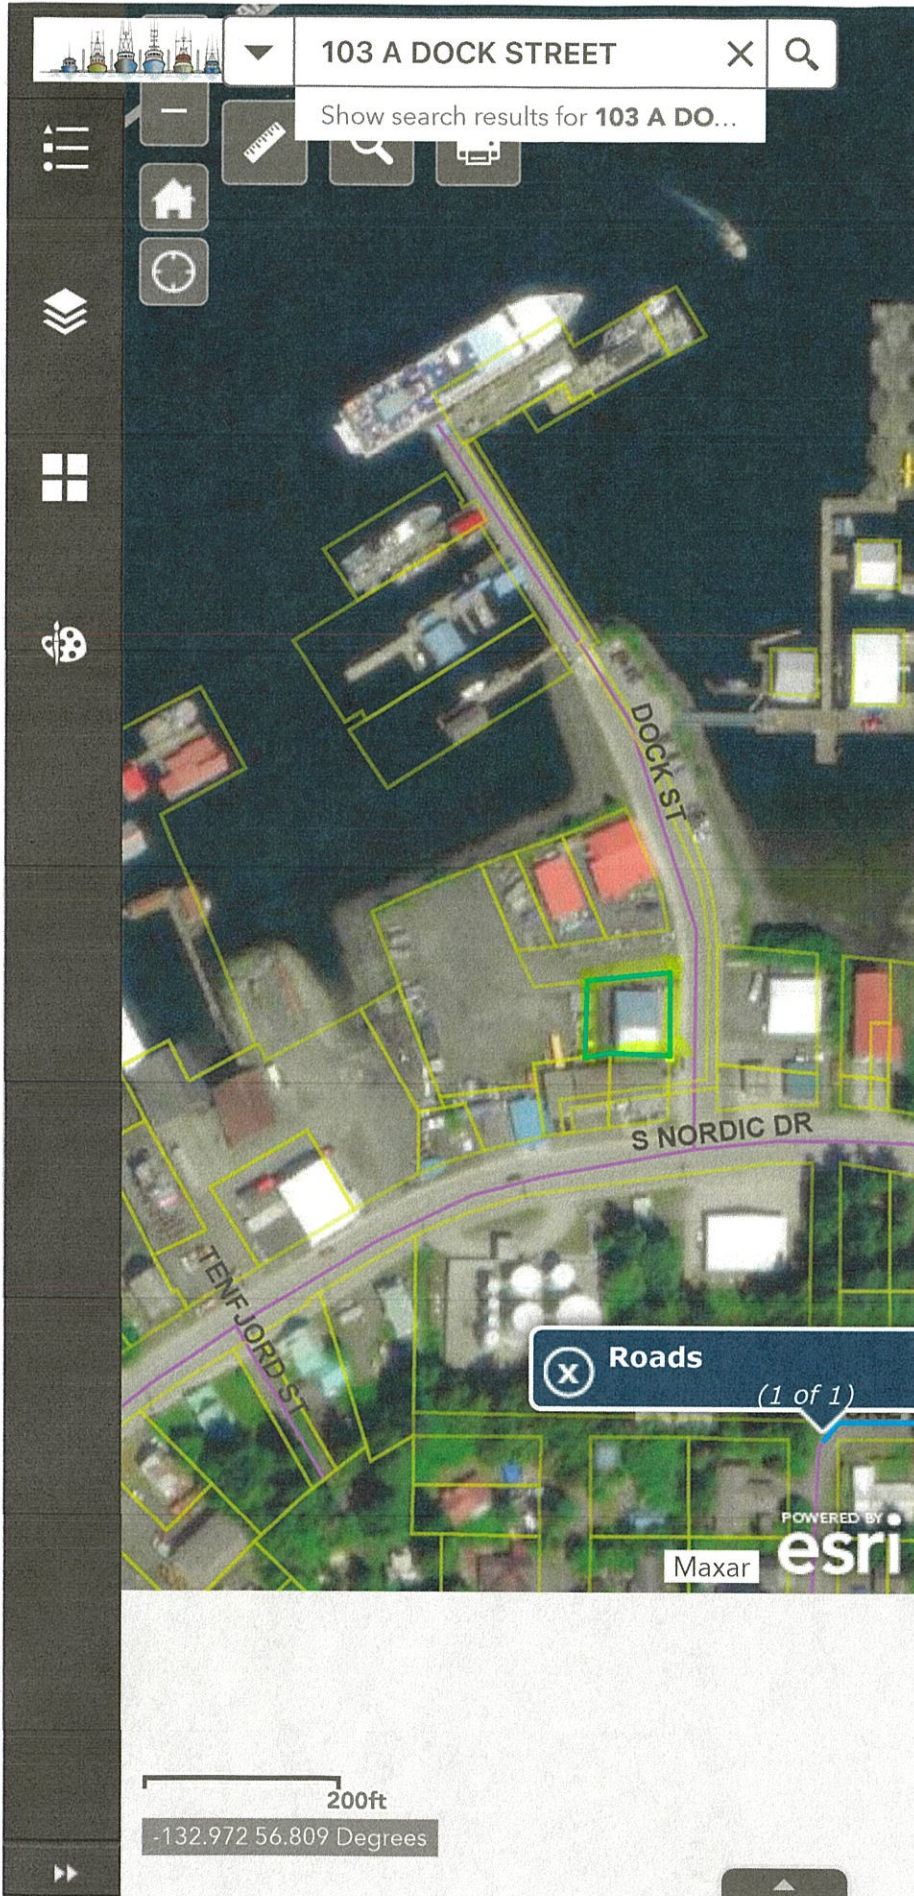 103 A DOCK STREET
Show search results for 103 A DO...
DOCK ST
S NORDIC DR
TENFJORD ST
Roads
(1 of 1)
POWERED BY
esri
Maxar
200ft
-132.972 56.809 Degrees